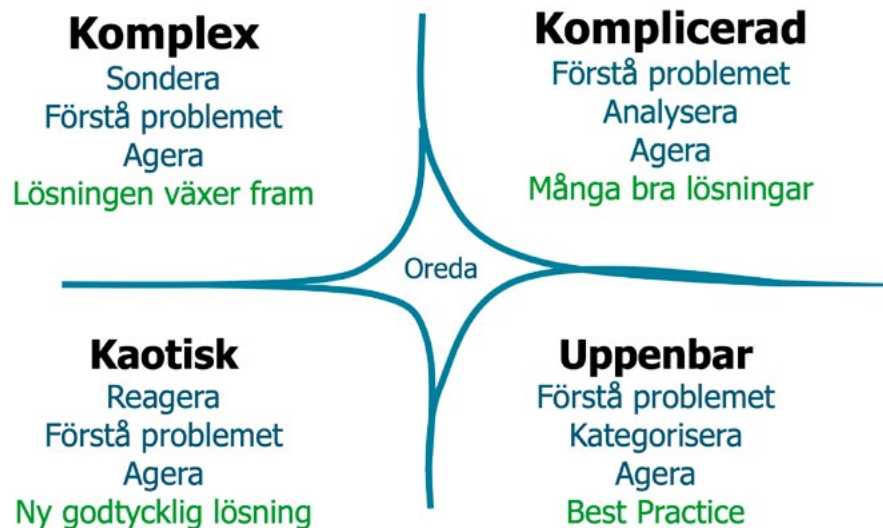 Komplex
Sondera
Förstå problemet
Agera
Lösningen växer fram
Komplicerad
Förstå problemet
Analysera
Agera
Många bra lösningar
Oreda
Kaotisk
Reagera
Förstå problemet
Agera
Ny godtycklig lösning
Uppenbar
Förstå problemet
Kategorisera
Agera
Best Practice